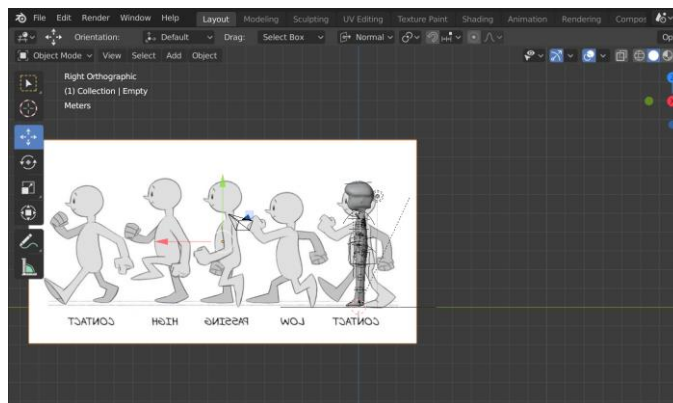 File Edit Render Window Help Layout Modeling Sculpting UV Editing Texture Paint Shading Animation Rendering Compos
Orientation: Default Drag: Select Box Normal Op
Object Mode View Select Add Object
Right Orthographic
(1) Collection | Empty
Meters
CONTACT HIGH PASSING LOW CONTACT